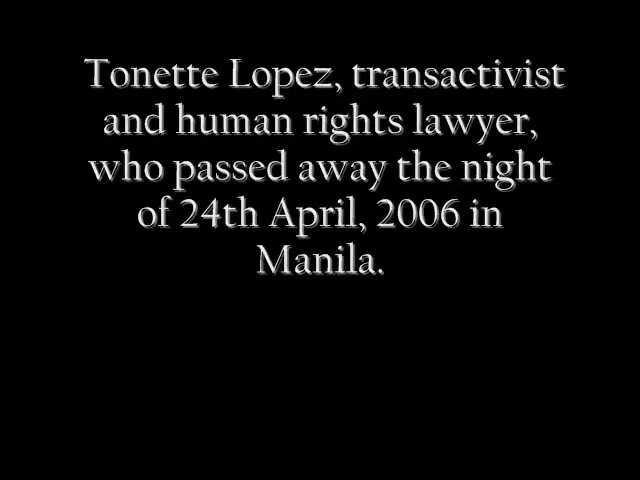 Tonette Lopez, transactivist
and human rights lawyer,
who passed away the night
of 24th April, 2006 in
Manila.